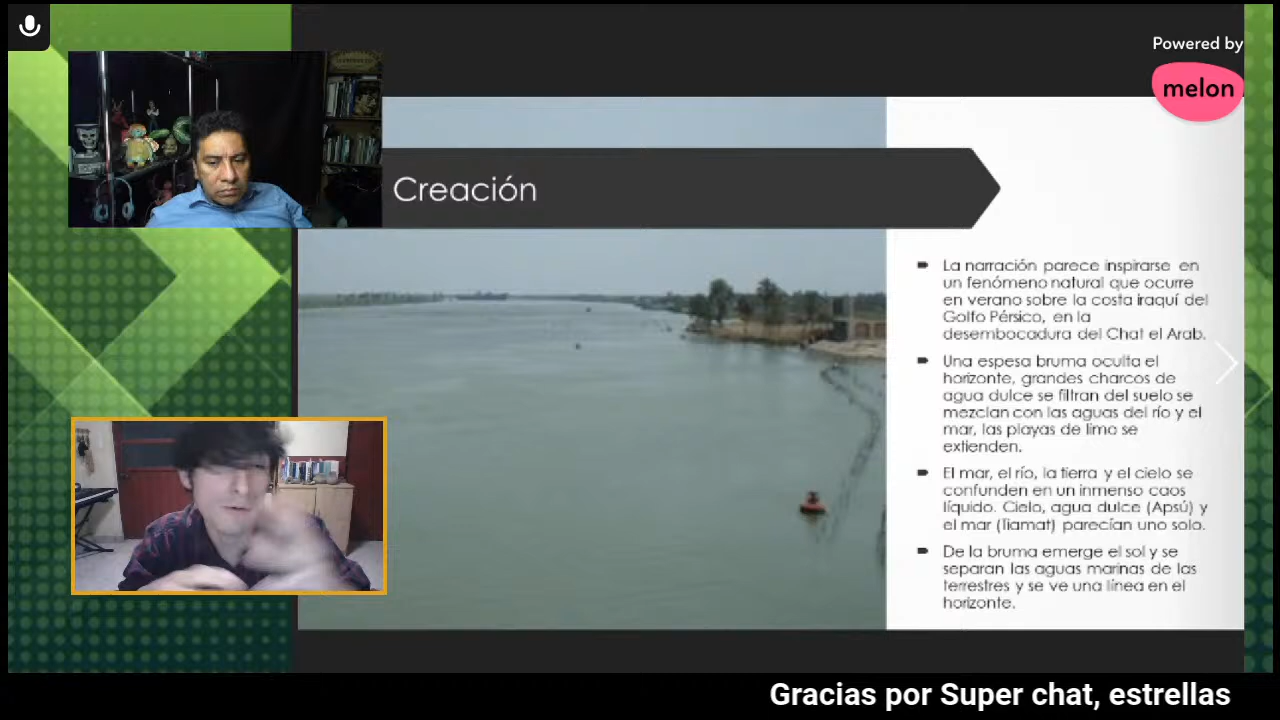 Powered by
melon
Creación
La narración parece inspirarse en
un fenómeno natural que ocurre
en verano sobre la costa iraquí del
Golfo Pérsico, en la
desembocadura del Chat el Arab.
Una espesa bruma oculta el
horizonte, grandes charcos de
agua dulce se filtran del suelo se
mezclan con las aguas del río y el
mar, las playas de limo se
extienden.
El mar, el río, la tierra y el cielo se
confunden en un inmenso caos
líquido. Cielo, agua dulce (Apsú) y
el mar (Tiamat) parecían uno solo.
De la bruma emerge el sol y se
separan las aguas marinas de las
terrestres y se ve una línea en el
horizonte.
Gracias por Super chat, estrellas